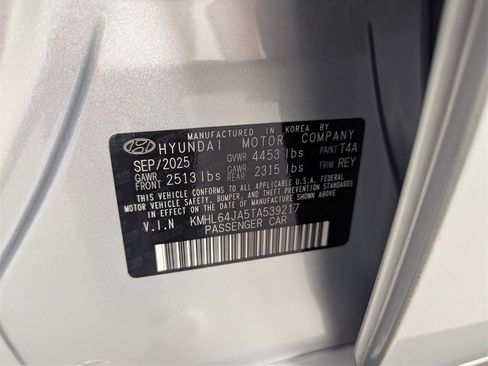 MANUFACTURED IN KOREA BY
HYUNDAI MOTOR COMPANY
SEP/2025 GVWR 4453 lbs PAINT T4A
GAWR FRONT 2513 lbs GAWR REAR 2315 lbs TRIM REY
THIS VEHICLE CONFORMS TO ALL APPLICABLE U.S.A. FEDERAL
MOTOR VEHICLE SAFETY, BUMPER, AND THEFT PREVENTION STANDARDS
IN EFFECT ON THE DATE OF MANUFACTURE SHOWN ABOVE.
V.I.N KMHL64JA5TA539217
PASSENGER CAR